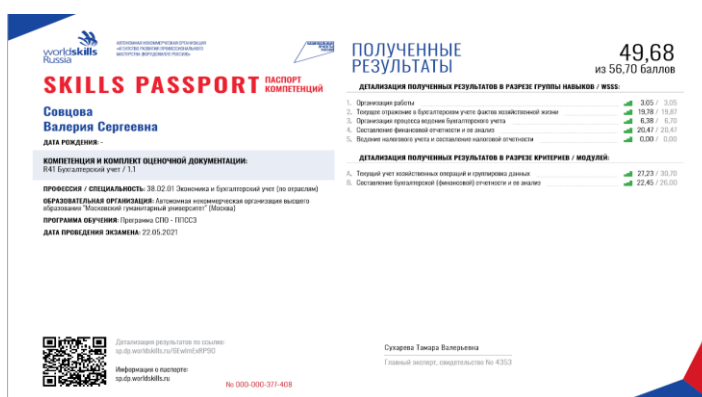 worldskills
Russia
АВТОНОМНАЯ НЕКОММЕРЧЕСКАЯ ОРГАНИЗАЦИЯ
«АГЕНТСТВО РАЗВИТИЯ ПРОФЕССИОНАЛЬНОГО
МАСТЕРСТВА (ВОРЛДСКИЛЛС РОССИЯ)»
SKILLS PASSPORT ПАСПОРТ
КОМПЕТЕНЦИЙ
Совцова
Валерия Сергеевна
ДАТА РОЖДЕНИЯ: -
КОМПЕТЕНЦИЯ И КОМПЛЕКТ ОЦЕНОЧНОЙ ДОКУМЕНТАЦИИ:
R41 Бухгалтерский учет / 1.1
ПРОФЕССИЯ / СПЕЦИАЛЬНОСТЬ: 38.02.01 Экономика и бухгалтерский учет (по отраслям)
ОБРАЗОВАТЕЛЬНАЯ ОРГАНИЗАЦИЯ: Автономная некоммерческая организация высшего
образования "Московский гуманитарный университет" (Москва)
ПРОГРАММА ОБУЧЕНИЯ: Программа СПО - ППССЗ
ДАТА ПРОВЕДЕНИЯ ЭКЗАМЕНА: 22.05.2021
Детализация результатов по ссылке:
sp.dp.worldskills.ru/6EwimExRP90
Информация о паспорте:
sp.dp.worldskills.ru
№ 000-000-377-408
ПОЛУЧЕННЫЕ
РЕЗУЛЬТАТЫ
49,68
из 56,70 баллов
ДЕТАЛИЗАЦИЯ ПОЛУЧЕННЫХ РЕЗУЛЬТАТОВ В РАЗРЕЗЕ ГРУППЫ НАВЫКОВ / WSSS:
1. Организация работы 3,05 / 3,05
2. Текущее отражение в бухгалтерском учете фактов хозяйственной жизни 19,78 / 19,87
3. Организация процесса ведения бухгалтерского учета 6,38 / 6,70
4. Составление финансовой отчетности и ее анализ 20,47 / 20,47
5. Ведение налогового учета и составление налоговой отчетности 0,00 / 0,00
ДЕТАЛИЗАЦИЯ ПОЛУЧЕННЫХ РЕЗУЛЬТАТОВ В РАЗРЕЗЕ КРИТЕРИЕВ / МОДУЛЕЙ:
A. Текущий учет хозяйственных операций и группировка данных 27,23 / 30,70
B. Составление бухгалтерской (финансовой) отчетности и ее анализ 22,45 / 26,00
Сухарева Тамара Валерьевна
Главный эксперт, свидетельство № 4353